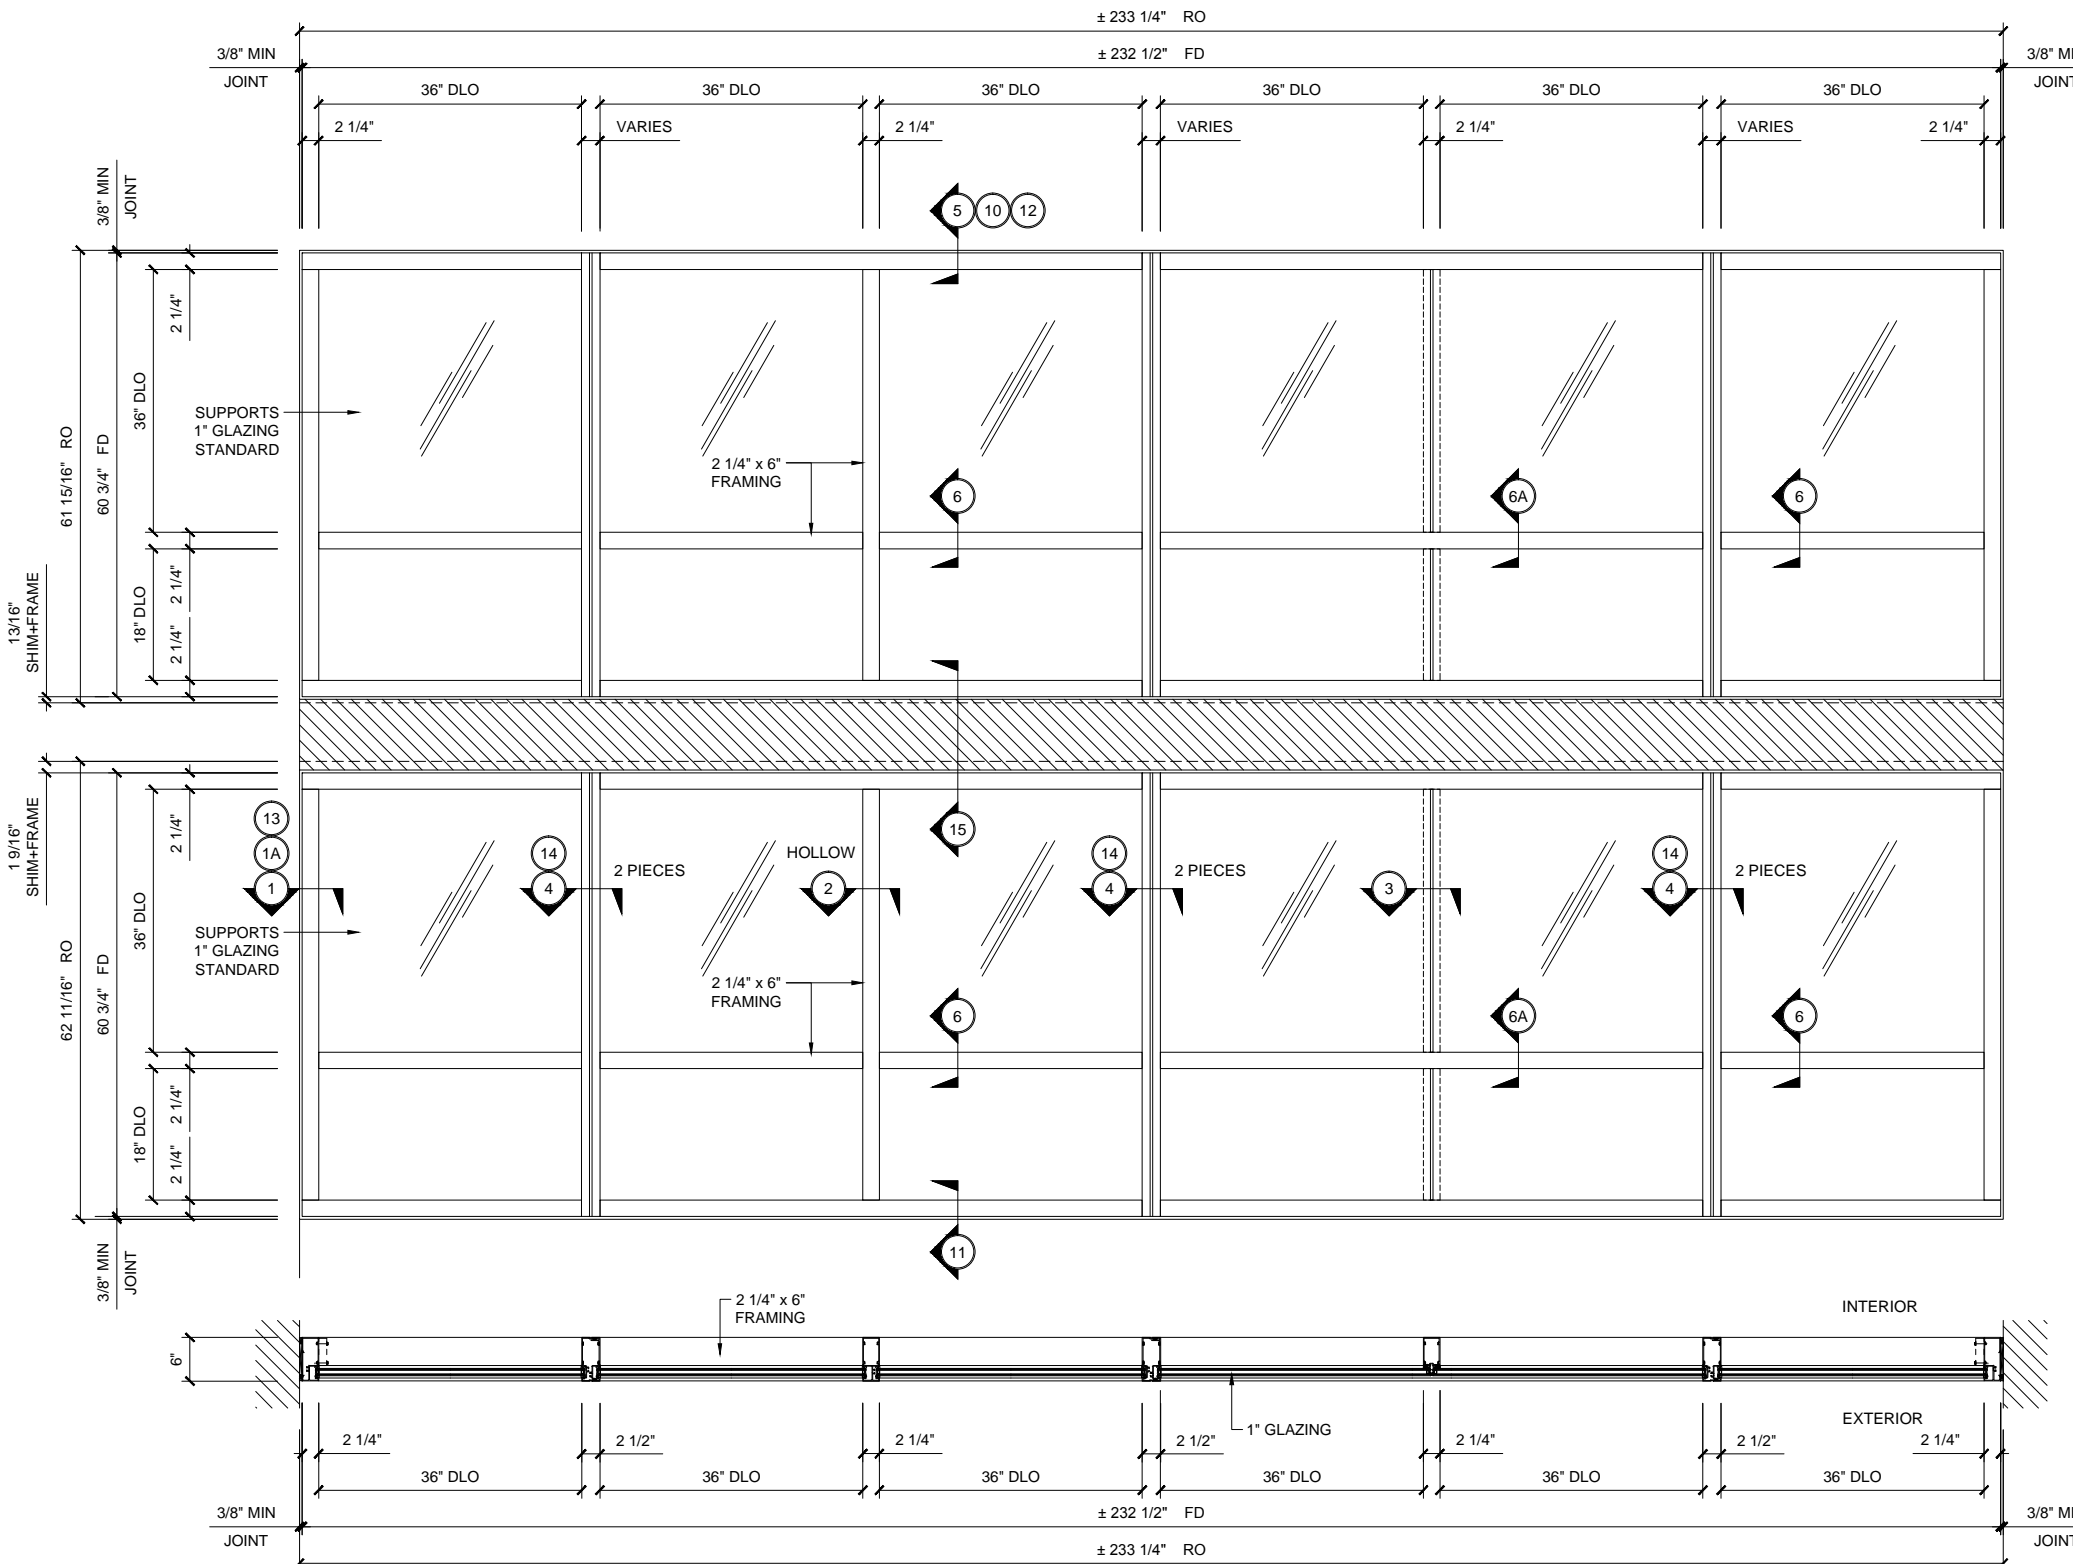 ± 233 1/4" RO
3/8" MIN
JOINT
± 232 1/2" FD
3/8" MI
JOINT
36" DLO 36" DLO 36" DLO 36" DLO 36" DLO 36" DLO
2 1/4" VARIES 2 1/4" VARIES 2 1/4" VARIES 2 1/4"
3/8" MIN
JOINT
5 10 12
2 1/4"
36" DLO
61 15/16" RO
60 3/4" FD
SUPPORTS
1" GLAZING
STANDARD
2 1/4" x 6"
FRAMING
6 6A 6
13/16"
SHIM+FRAME
18" DLO
2 1/4"
2 1/4"
1 9/16"
SHIM+FRAME
2 1/4"
36" DLO
62 11/16" RO
60 3/4" FD
13
1A
1
14
4
2 PIECES
HOLLOW
2
15
14
4
2 PIECES
3
14
4
2 PIECES
SUPPORTS
1" GLAZING
STANDARD
2 1/4" x 6"
FRAMING
6 6A 6
18" DLO
2 1/4"
2 1/4"
3/8" MIN
JOINT
11
2 1/4" x 6"
FRAMING
INTERIOR
6"
1" GLAZING
EXTERIOR
2 1/4" 2 1/2" 2 1/4" 2 1/2" 2 1/4" 2 1/2" 2 1/4"
36" DLO 36" DLO 36" DLO 36" DLO 36" DLO 36" DLO
3/8" MIN
JOINT
± 232 1/2" FD
3/8" MI
JOINT
± 233 1/4" RO